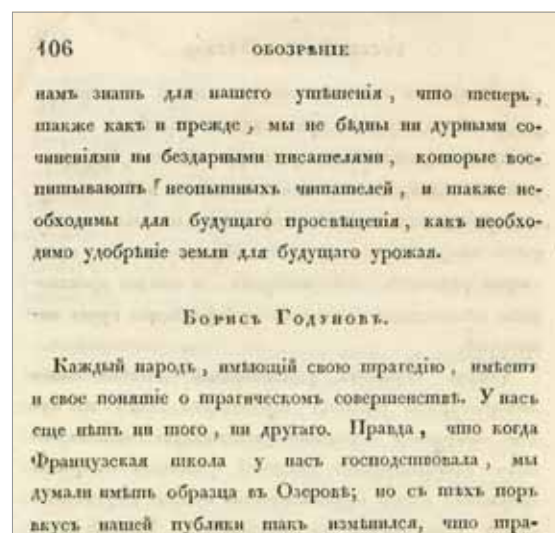 106 ОБОЗРѢНІЕ
намъ знать для нашего утѣшенія, что теперь,
также какъ и прежде, мы не бѣдны ни дурными со-
чиненіями ни бездарными писателями, которые вос-
питываютъ неопытныхъ читателей, и также не-
обходимы для будущаго просвѣщенія, какъ необхо-
димо удобрѣніе земли для будущаго урожая.
Борисъ Годуновъ.
Каждый народъ, имѣющій свою трагедію, имѣетъ
и свое понятіе о трагическомъ совершенствѣ. У насъ
еще нѣтъ ни того, ни другаго. Правда, что когда
Французская школа у насъ господствовала, мы
думали имѣть образца въ Озеровѣ; но съ тѣхъ поръ
вкусъ нашей публики такъ измѣнился, что тра-